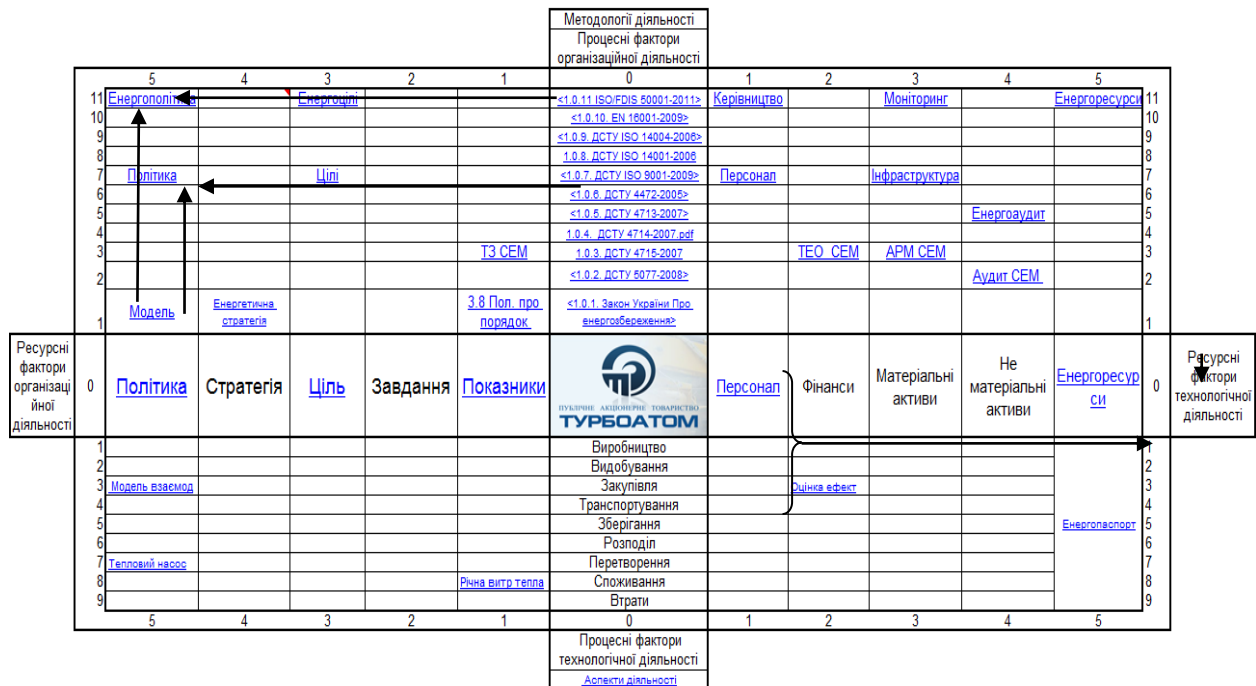 Методології діяльності
Процесні фактори
організаційної діяльності
5 4 3 2 1 0 1 2 3 4 5
11 Енергополітика Енергоцілі <1.0.11 ISO/FDIS 50001-2011> Керівництво Моніторинг Енергоресурси 11
10 <1.0.10. EN 16001-2009> 10
9 <1.0.9. ДСТУ ISO 14004-2006> 9
8 1.0.8. ДСТУ ISO 14001-2006 8
7 Політика Цілі <1.0.7. ДСТУ ISO 9001-2009> Персонал Інфраструктура 7
6 <1.0.6. ДСТУ 4472-2005> 6
5 <1.0.5. ДСТУ 4713-2007> Енергоаудит 5
4 1.0.4. ДСТУ 4714-2007.pdf 4
3 ТЗ СЕМ 1.0.3. ДСТУ 4715-2007 ТЕО СЕМ АРМ СЕМ 3
2 <1.0.2. ДСТУ 5077-2008> Аудит СЕМ 2
1 Модель Енергетична стратегія 3.8 Пол. про порядок <1.0.1. Закон України Про енергозбереження> 1
Ресурсні
фактори
організаці
йної
діяльності
0 Політика Стратегія Ціль Завдання Показники
ПУБЛІЧНЕ АКЦІОНЕРНЕ ТОВАРИСТВО
ТУРБОАТОМ
Персонал Фінанси Матеріальні активи Не матеріальні активи Енергоресур си 0
Ресурсні
фактори
технологічної
діяльності
1 Виробництво 1
2 Видобування 2
3 Модель взаємод Закупівля Оцінка ефект 3
4 Транспортування 4
5 Зберігання Енергопаспорт 5
6 Розподіл 6
7 Тепловий насос Перетворення 7
8 Річна витр тепла Споживання 8
9 Втрати 9
5 4 3 2 1 0 1 2 3 4 5
Процесні фактори
технологічної діяльності
Аспекти діяльності